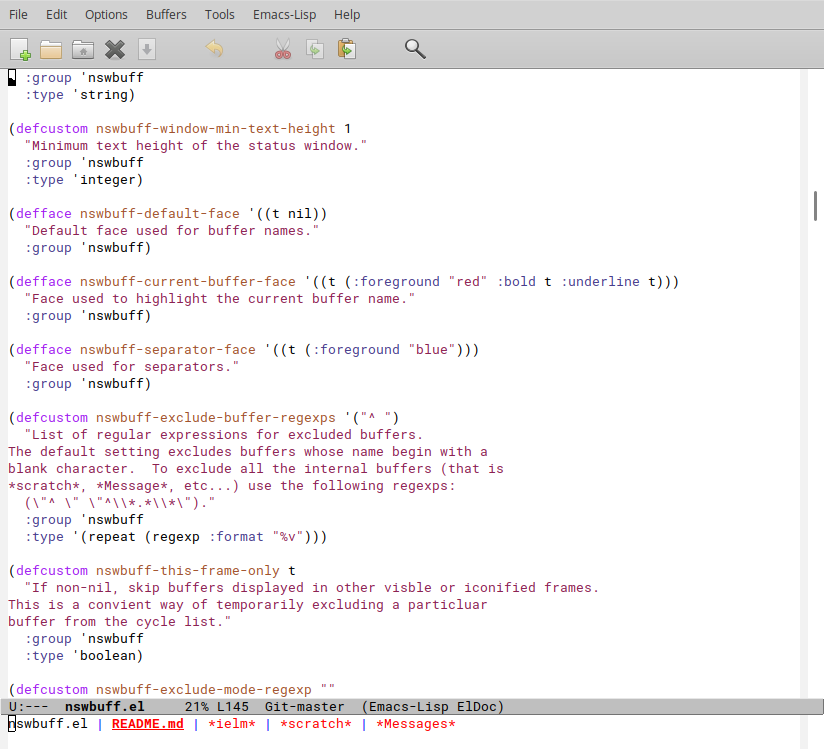 File Edit Options Buffers Tools Emacs-Lisp Help
  :group 'nswbuff
  :type 'string)
(defcustom nswbuff-window-min-text-height 1
  "Minimum text height of the status window."
  :group 'nswbuff
  :type 'integer)
(defface nswbuff-default-face '((t nil))
  "Default face used for buffer names."
  :group 'nswbuff)
(defface nswbuff-current-buffer-face '((t (:foreground "red" :bold t :underline t)))
  "Face used to highlight the current buffer name."
  :group 'nswbuff)
(defface nswbuff-separator-face '((t (:foreground "blue")))
  "Face used for separators."
  :group 'nswbuff)
(defcustom nswbuff-exclude-buffer-regexps '("^ ")
  "List of regular expressions for excluded buffers.
The default setting excludes buffers whose name begin with a
blank character.  To exclude all the internal buffers (that is
*scratch*, *Message*, etc...) use the following regexps:
  (\"^ \" \"^\\*.*\\*\")."
  :group 'nswbuff
  :type '(repeat (regexp :format "%v")))
(defcustom nswbuff-this-frame-only t
  "If non-nil, skip buffers displayed in other visble or iconified frames.
This is a convient way of temporarily excluding a particluar
buffer from the cycle list."
  :group 'nswbuff
  :type 'boolean)
(defcustom nswbuff-exclude-mode-regexp ""
U:---  nswbuff.el     21% L145  Git-master  (Emacs-Lisp ElDoc)
nswbuff.el | README.md | *ielm* | *scratch* | *Messages*